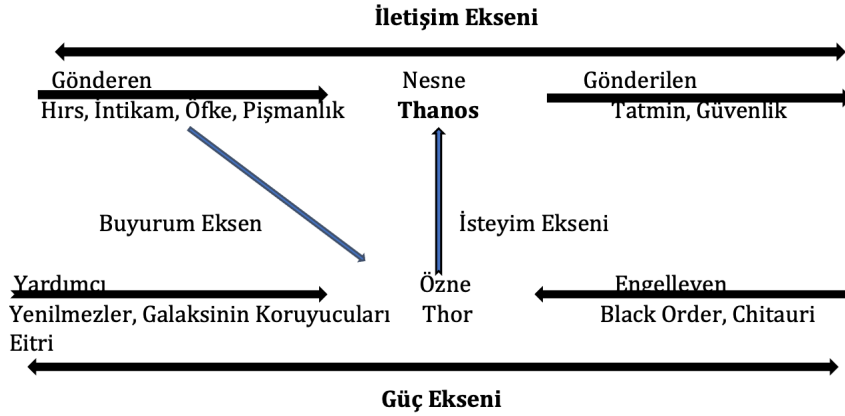 İletişim Ekseni
Gönderen Nesne Gönderilen
Hırs, İntikam, Öfke, Pişmanlık Thanos Tatmin, Güvenlik
Buyurum Eksen İsteyim Ekseni
Yardımcı Özne Engelleyen
Yenilmezler, Galaksinin Koruyucuları Thor Black Order, Chitauri
Eitri
Güç Ekseni